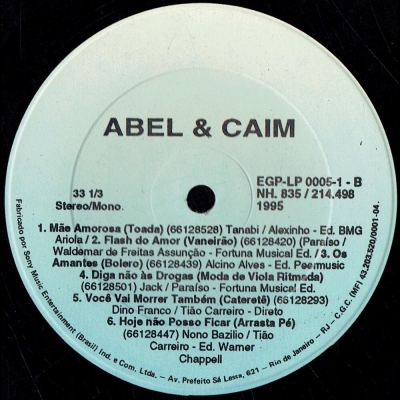 ABEL & CAIM
33 1/3
Stereo/Mono.
EGP-LP 0005-1 - B
NH. 835 / 214.498
1995
1. Mãe Amorosa (Toada) (66128528) Tanabi / Alexinho - Ed. BMG
Ariola / 2. Flash do Amor (Vaneirão) (66128420) (Paraíso /
Waldemar de Freitas Assunção - Fortuna Musical Ed. / 3. Os
Amantes (Bolero) (66128439) Alcino Alves - Ed. Peermusic
4. Diga não às Drogas (Moda de Viola Ritmada)
(66128501) Jack / Paraíso - Fortuna Musical Ed.
5. Você Vai Morrer Também (Cateretê) (66128293)
Dino Franco / Tião Carreiro - Direto
6. Hoje não Posso Ficar (Arrasta Pé)
(66128447) Nono Bazilio / Tião
Carreiro - Ed. Warner
Chappell
Fabricado por Sony Music Entertainment (Brasil) Ind. e Com. Ltda. - Av. Prefeito Sá Lessa, 621 - Rio de Janeiro - RJ - C.G.C. (MF) 43.203.520/0001-04.